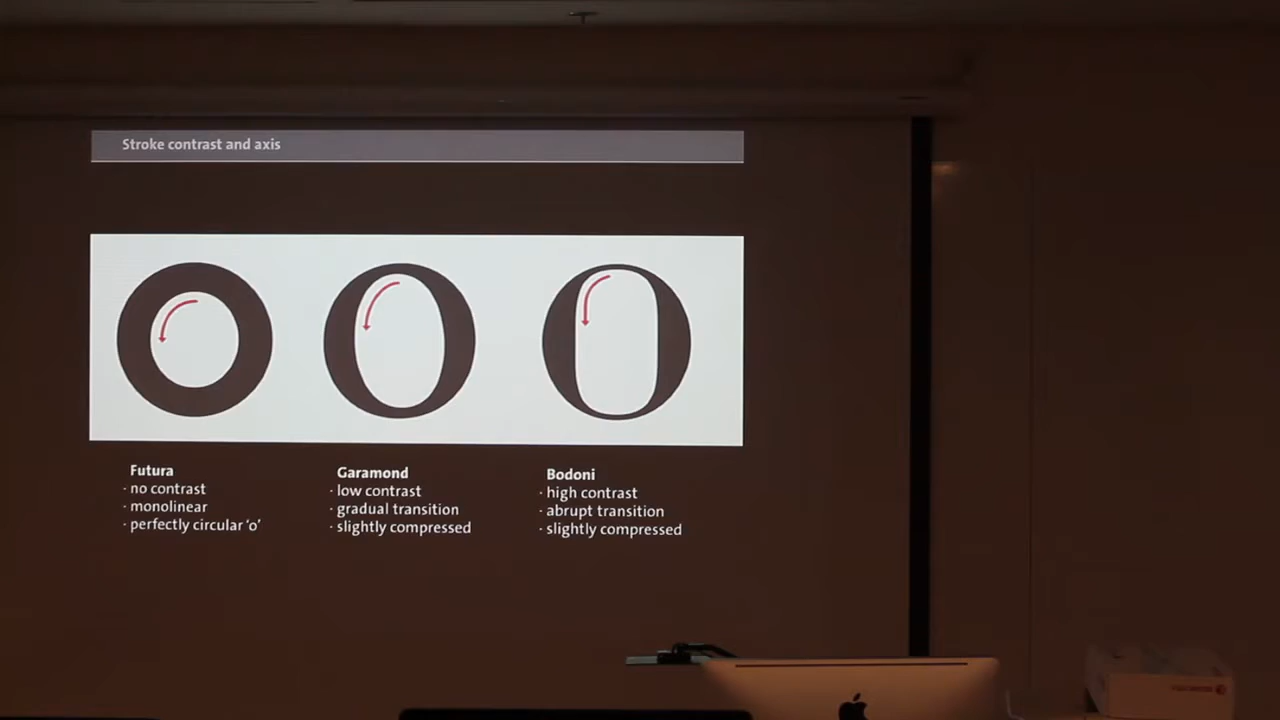 Stroke contrast and axis
o o o
Futura
· no contrast
· monolinear
· perfectly circular ‘o’
Garamond
· low contrast
· gradual transition
· slightly compressed
Bodoni
· high contrast
· abrupt transition
· slightly compressed